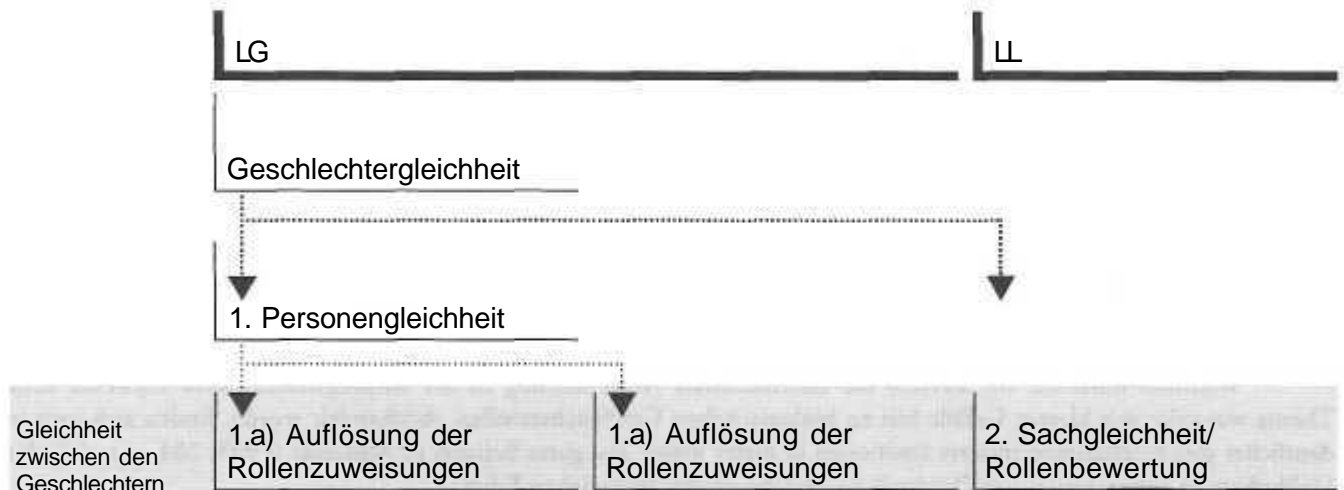 LG
LL
Geschlechtergleichheit
1. Personengleichheit
Gleichheit
zwischen den
Geschlechtern
1.a) Auflösung der
Rollenzuweisungen
1.a) Auflösung der
Rollenzuweisungen
2. Sachgleichheit/
Rollenbewertung